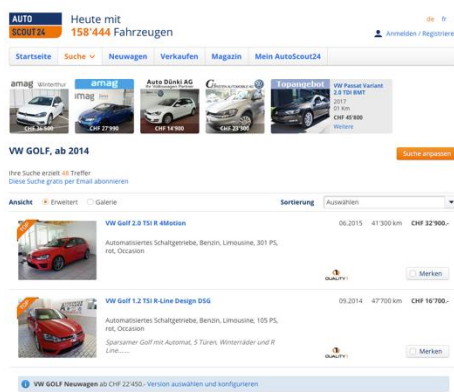 AUTO
SCOUT24
Heute mit
158'444 Fahrzeugen
de fr
Anmelden / Registriere
Startseite Suche Neuwagen Verkaufen Magazin Mein AutoScout24
amag Winterthur
amag
Auto Dünki AG
Topangebot
CHF 27'990
CHF 14'900
VW Passat Variant
2.0 TDI BMT
2017
01 km
CHF 45'800
Weitere
VW GOLF, ab 2014
Suche anpassen
Ihre Suche erzielt 48 Treffer
Diese Suche gratis per Email abonnieren
Ansicht Erweitert Galerie Sortierung Auswählen
TOP
VW Golf 2.0 TSI R 4Motion 06.2015 41'300 km CHF 32'900.-
Automatisiertes Schaltgetriebe, Benzin, Limousine, 301 PS,
rot, Occasion
QUALITY1
Merken
TOP
VW Golf 1.2 TSI R-Line Design DSG 09.2014 47'700 km CHF 16'700.-
Automatisiertes Schaltgetriebe, Benzin, Limousine, 105 PS,
rot, Occasion
Sparsamer Golf mit Automat, 5 Türen, Winterräder und R
Line......
QUALITY1
Merken
VW GOLF Neuwagen ab CHF 22'450.- Version auswählen und konfigurieren